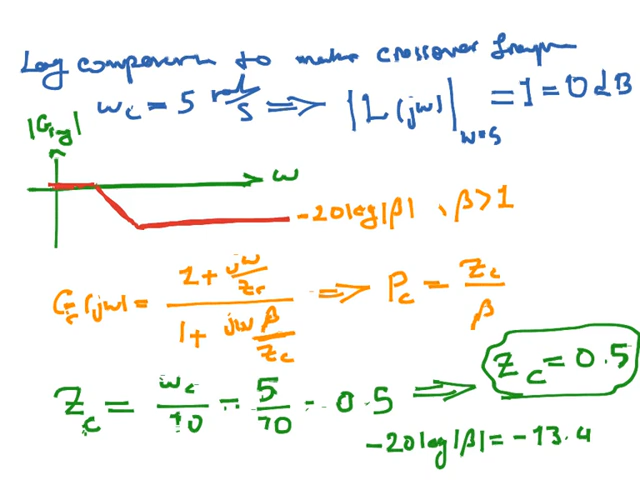 Lag compensator to make crossover frequen
ωc = 5 rad/s ⟹ |L(jω)|ω=5 = 1 = 0 dB
|Glag|
ω
-20log|β| , β>1
Gc(jω) = (1 + jω/Zc) / (1 + jωβ/Zc) ⟹ Pc = Zc/β
Zc = ωc/10 = 5/10 = 0.5 ⟹ Zc = 0.5
-20log|β| = -13.4